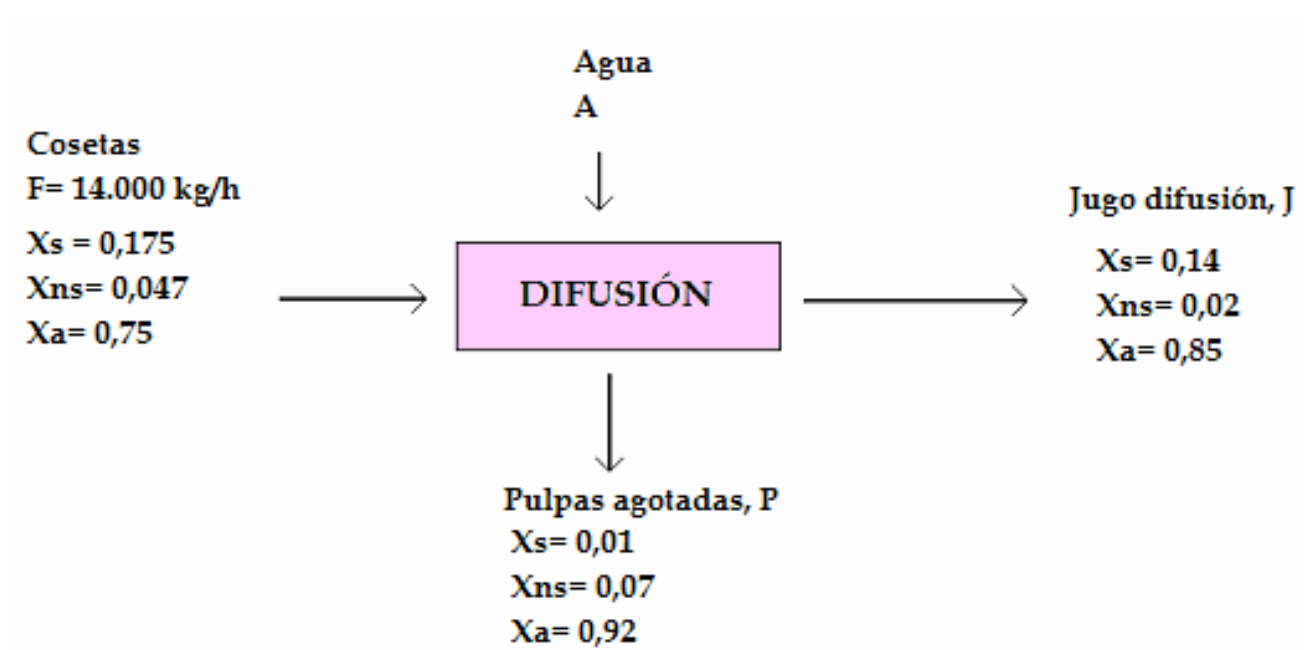 Agua
A
Cosetas
F= 14.000 kg/h
Xs = 0,175
Xns= 0,047
Xa= 0,75
DIFUSIÓN
Jugo difusión, J
Xs= 0,14
Xns= 0,02
Xa= 0,85
Pulpas agotadas, P
Xs= 0,01
Xns= 0,07
Xa= 0,92